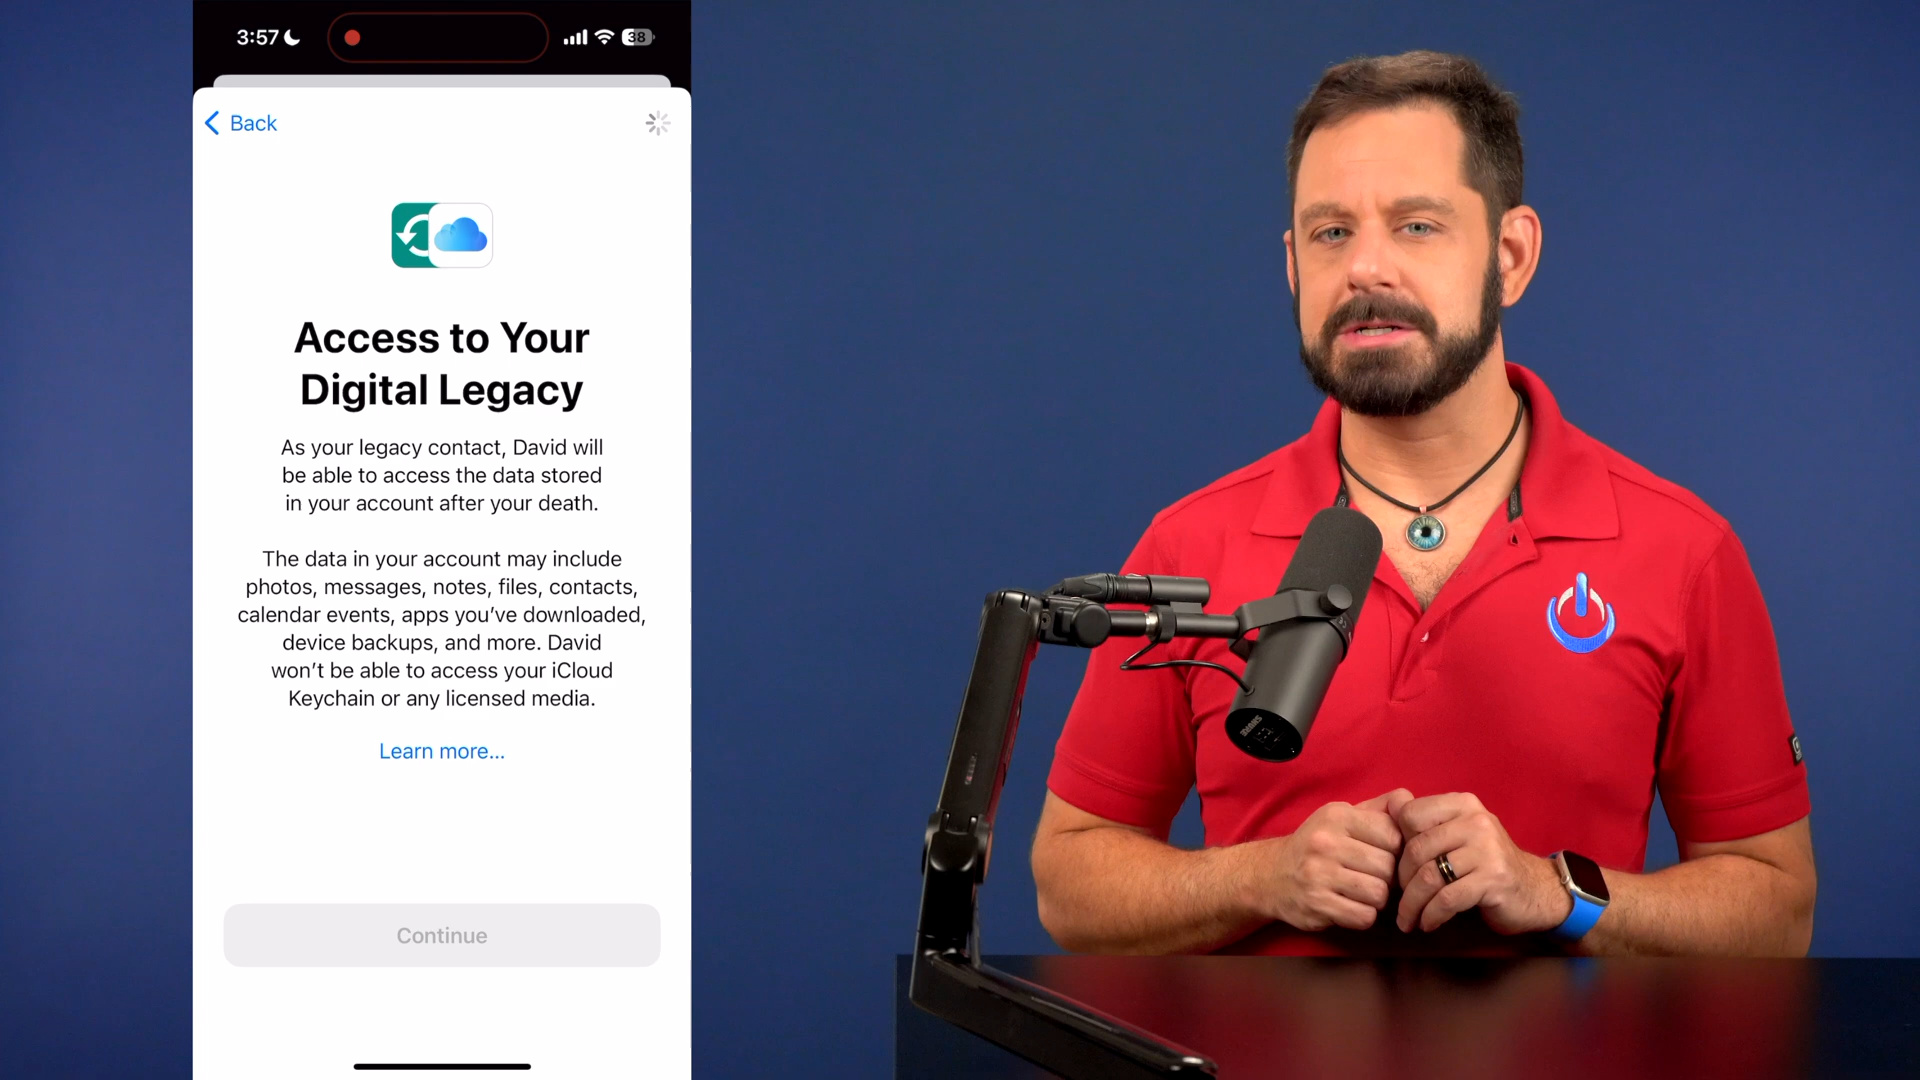 3:57
38
Back
Access to Your
Digital Legacy
As your legacy contact, David will
be able to access the data stored
in your account after your death.
The data in your account may include
photos, messages, notes, files, contacts,
calendar events, apps you’ve downloaded,
device backups, and more. David
won’t be able to access your iCloud
Keychain or any licensed media.
Learn more...
Continue
SHURE